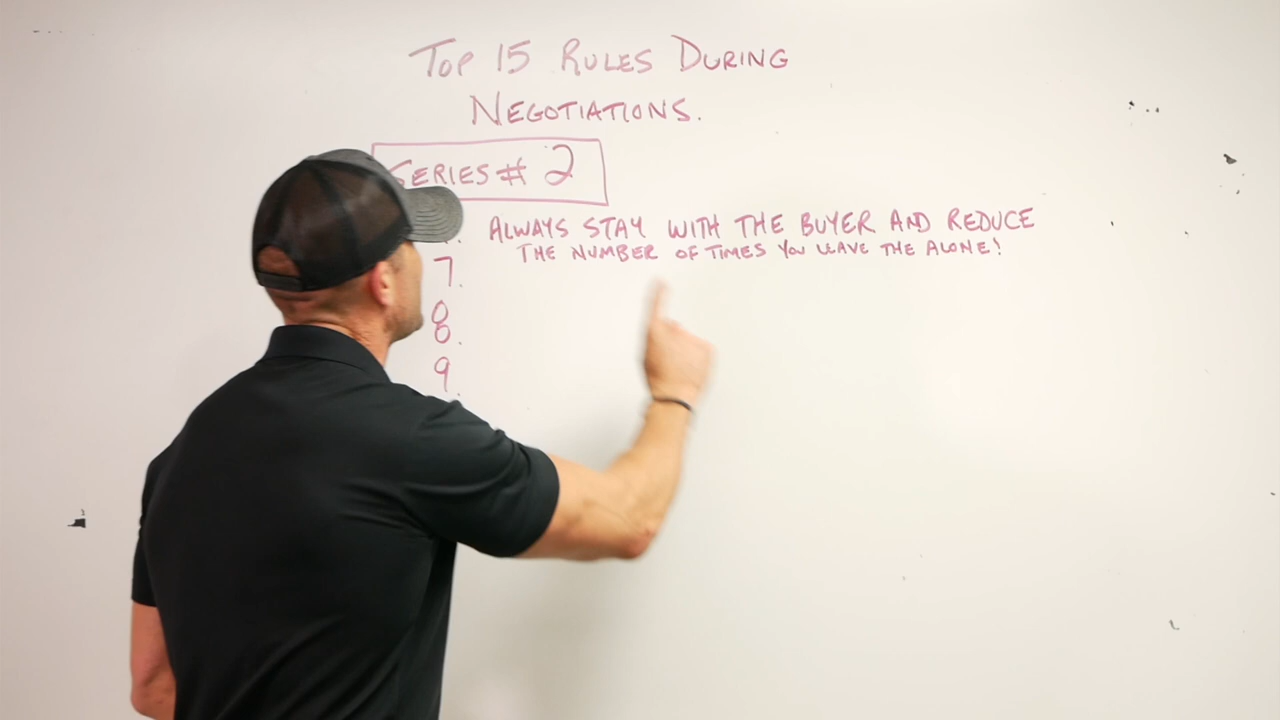 TOP 15 RULES DURING
NEGOTIATIONS.
SERIES # 2
ALWAYS STAY WITH THE BUYER AND REDUCE
THE NUMBER OF TIMES YOU LEAVE THE ALONE!
7.
8.
9.